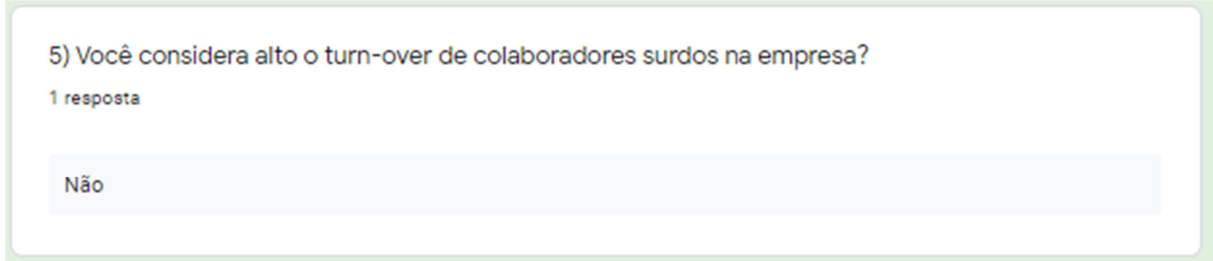 5) Você considera alto o turn-over de colaboradores surdos na empresa?
1 resposta
Não